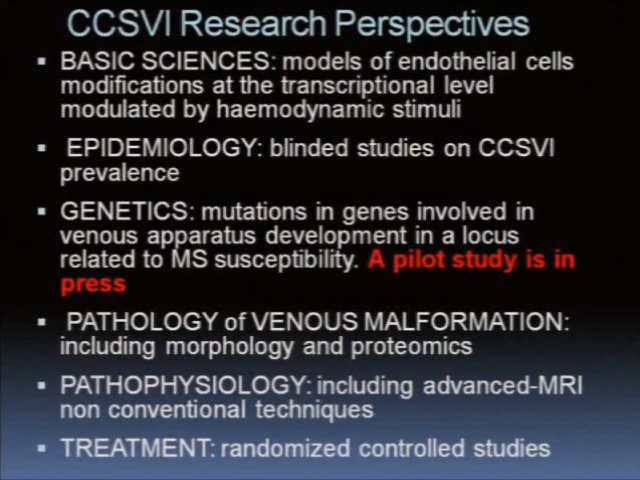 CCSVI Research Perspectives
▪ BASIC SCIENCES: models of endothelial cells
modifications at the transcriptional level
modulated by haemodynamic stimuli
▪ EPIDEMIOLOGY: blinded studies on CCSVI
prevalence
▪ GENETICS: mutations in genes involved in
venous apparatus development in a locus
related to MS susceptibility. A pilot study is in
press
▪ PATHOLOGY of VENOUS MALFORMATION:
including morphology and proteomics
▪ PATHOPHYSIOLOGY: including advanced-MRI
non conventional techniques
▪ TREATMENT: randomized controlled studies